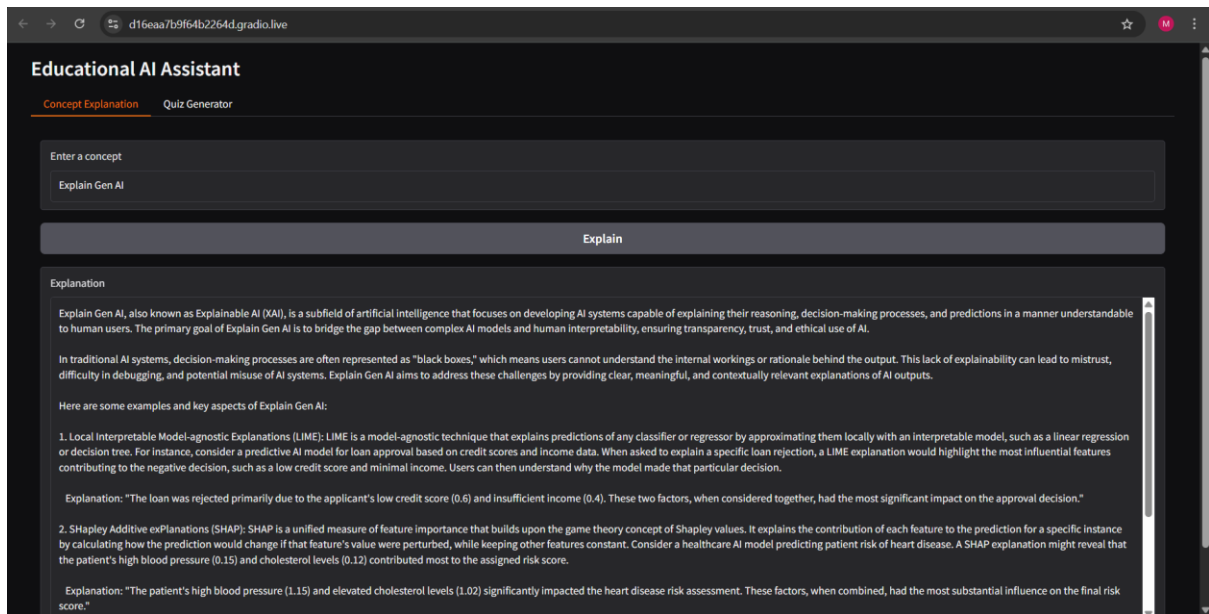 d16eaa7b9f64b2264d.gradio.live
M
Educational AI Assistant
Concept Explanation Quiz Generator
Enter a concept
Explain Gen AI
Explain
Explanation
Explain Gen AI, also known as Explainable AI (XAI), is a subfield of artificial intelligence that focuses on developing AI systems capable of explaining their reasoning, decision-making processes, and predictions in a manner understandable
to human users. The primary goal of Explain Gen AI is to bridge the gap between complex AI models and human interpretability, ensuring transparency, trust, and ethical use of AI.
In traditional AI systems, decision-making processes are often represented as "black boxes," which means users cannot understand the internal workings or rationale behind the output. This lack of explainability can lead to mistrust,
difficulty in debugging, and potential misuse of AI systems. Explain Gen AI aims to address these challenges by providing clear, meaningful, and contextually relevant explanations of AI outputs.
Here are some examples and key aspects of Explain Gen AI:
1. Local Interpretable Model-agnostic Explanations (LIME): LIME is a model-agnostic technique that explains predictions of any classifier or regressor by approximating them locally with an interpretable model, such as a linear regression
or decision tree. For instance, consider a predictive AI model for loan approval based on credit scores and income data. When asked to explain a specific loan rejection, a LIME explanation would highlight the most influential features
contributing to the negative decision, such as a low credit score and minimal income. Users can then understand why the model made that particular decision.
Explanation: "The loan was rejected primarily due to the applicant's low credit score (0.6) and insufficient income (0.4). These two factors, when considered together, had the most significant impact on the approval decision."
2. SHapley Additive exPlanations (SHAP): SHAP is a unified measure of feature importance that builds upon the game theory concept of Shapley values. It explains the contribution of each feature to the prediction for a specific instance
by calculating how the prediction would change if that feature's value were perturbed, while keeping other features constant. Consider a healthcare AI model predicting patient risk of heart disease. A SHAP explanation might reveal that
the patient's high blood pressure (0.15) and cholesterol levels (0.12) contributed most to the assigned risk score.
Explanation: "The patient's high blood pressure (1.15) and elevated cholesterol levels (1.02) significantly impacted the heart disease risk assessment. These factors, when combined, had the most substantial influence on the final risk
score."